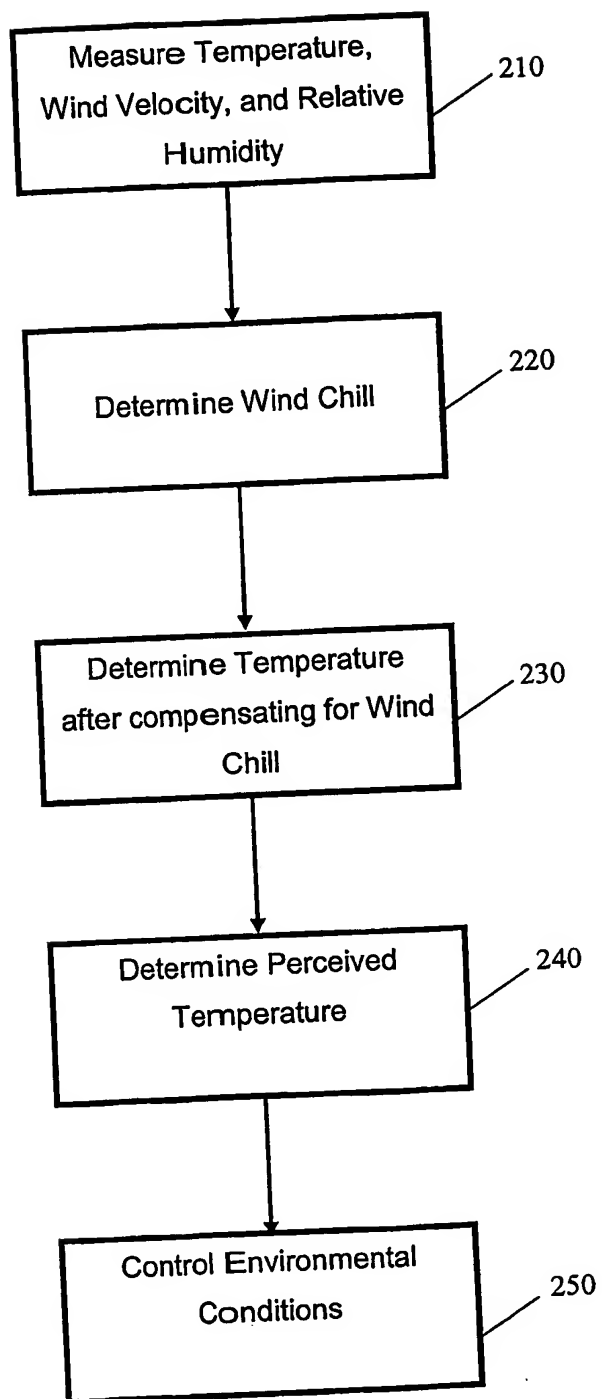 Measure Temperature,
Wind Velocity, and Relative
Humidity
210
Determine Wind Chill
220
Determine Temperature
after compensating for Wind
Chill
230
Determine Perceived
Temperature
240
Control Environmental
Conditions
250